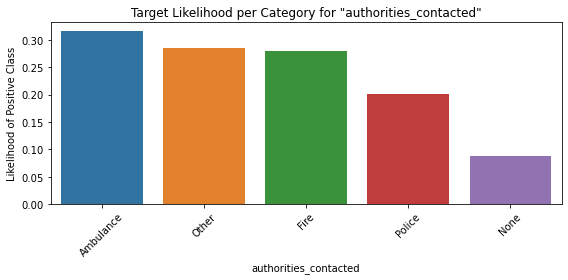 Target Likelihood per Category for "authorities_contacted"
Likelihood of Positive Class
0.30
0.25
0.20
0.15
0.10
0.05
0.00
Ambulance
Other
Fire
Police
None
authorities_contacted